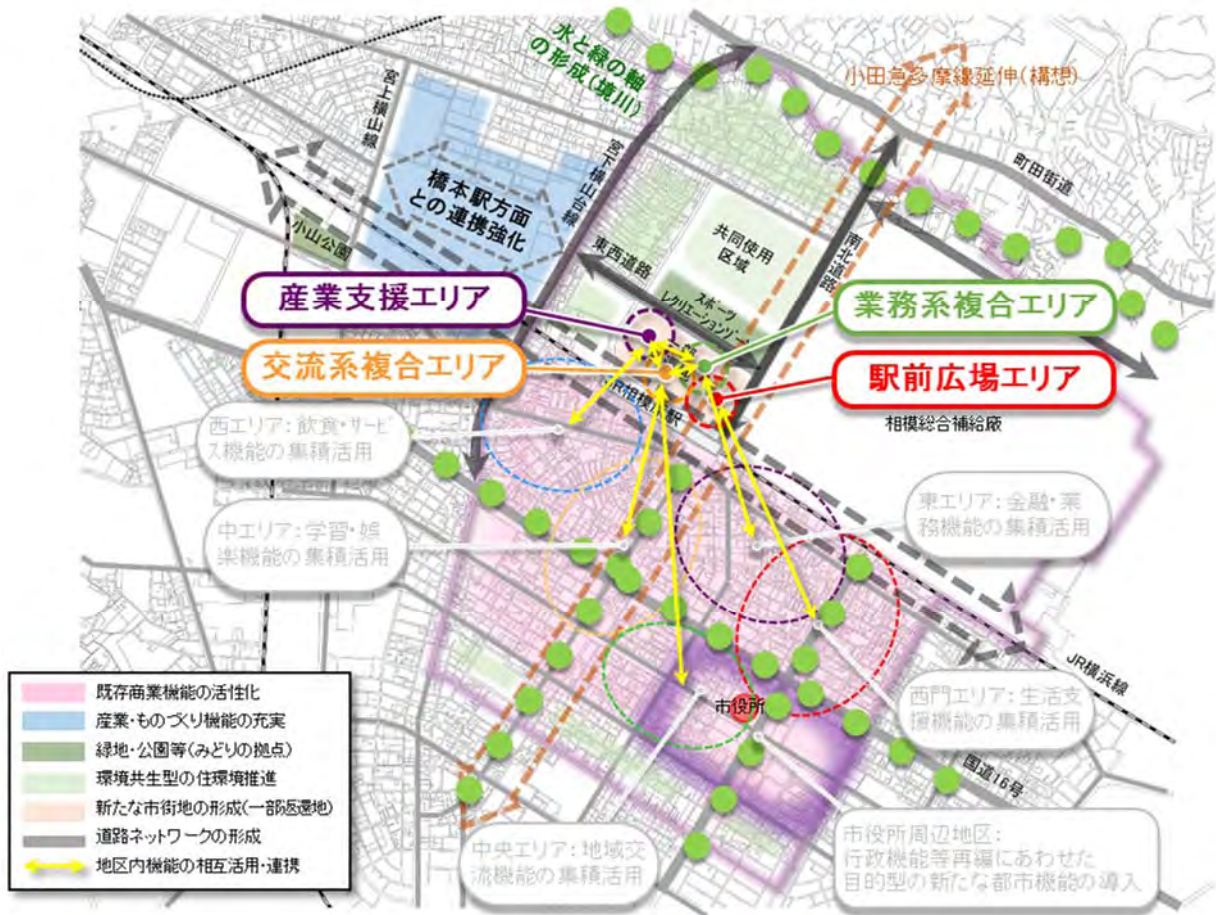 水と緑の軸
の形成(境川)
小田急多摩線延伸(構想)
宮上横山線
宮下横山台線
町田街道
橋本駅方面
との連携強化
小山公園
共同使用
区域
東西道路
南北道路
スポーツ
レクリエーションゾーン
産業支援エリア
業務系複合エリア
交流系複合エリア
駅前広場エリア
JR相模原駅
相模総合補給廠
西エリア:飲食・サービ
ス機能の集積活用
東エリア:金融・業
務機能の集積活用
中エリア:学習・娯
楽機能の集積活用
JR横浜線
市役所
西門エリア:生活支
援機能の集積活用
国道16号
中央エリア:地域交
流機能の集積活用
市役所周辺地区:
行政機能等再編にあわせた
目的型の新たな都市機能の導入
既存商業機能の活性化
産業・ものづくり機能の充実
緑地・公園等(みどりの拠点)
環境共生型の住環境推進
新たな市街地の形成(一部返還地)
道路ネットワークの形成
地区内機能の相互活用・連携